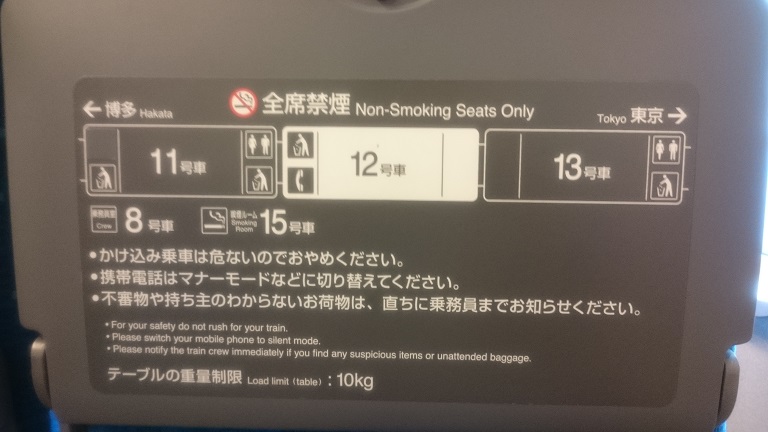 全席禁煙 Non-Smoking Seats Only
←博多 Hakata
Tokyo 東京→
11号車
12号車
13号車
乗務員室 Crew 8号車 喫煙ルーム Smoking Room 15号車
•かけ込み乗車は危ないのでおやめください。
•携帯電話はマナーモードなどに切り替えてください。
•不審物や持ち主のわからないお荷物は、直ちに乗務員までお知らせください。
• For your safety do not rush for your train.
• Please switch your mobile phone to silent mode.
• Please notify the train crew immediately if you find any suspicious items or unattended baggage.
テーブルの重量制限 Load limit (table) : 10kg